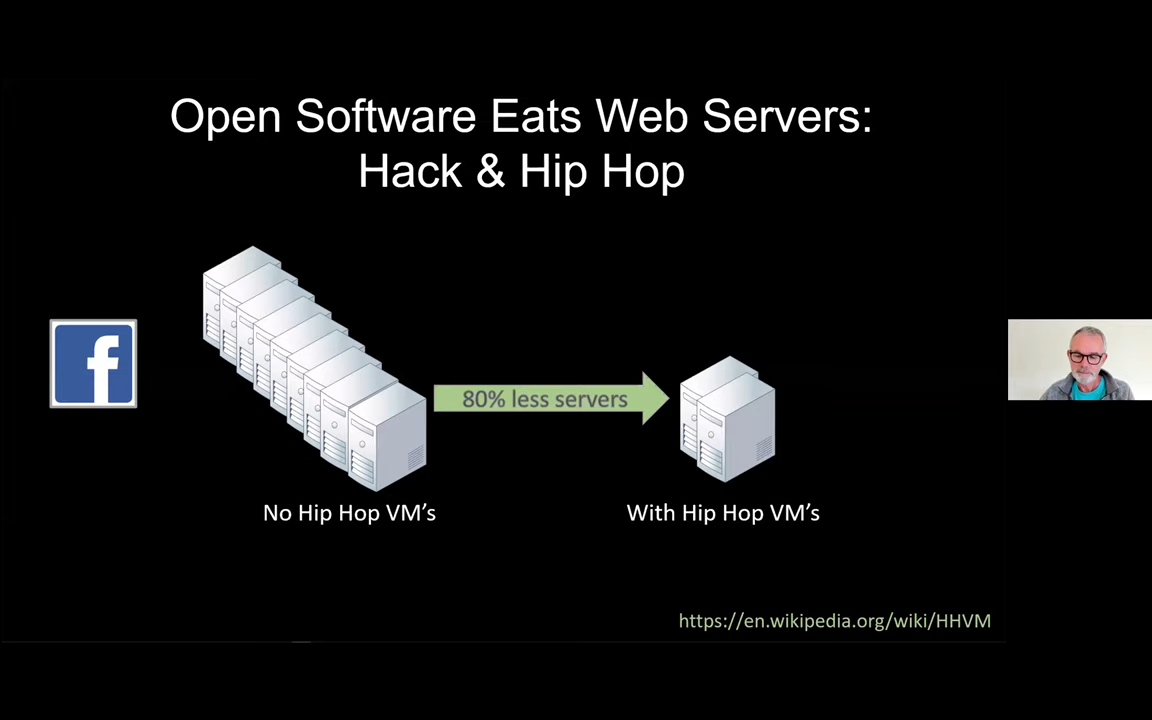 Open Software Eats Web Servers:
Hack & Hip Hop
f
80% less servers
No Hip Hop VM's
With Hip Hop VM's
https://en.wikipedia.org/wiki/HHVM